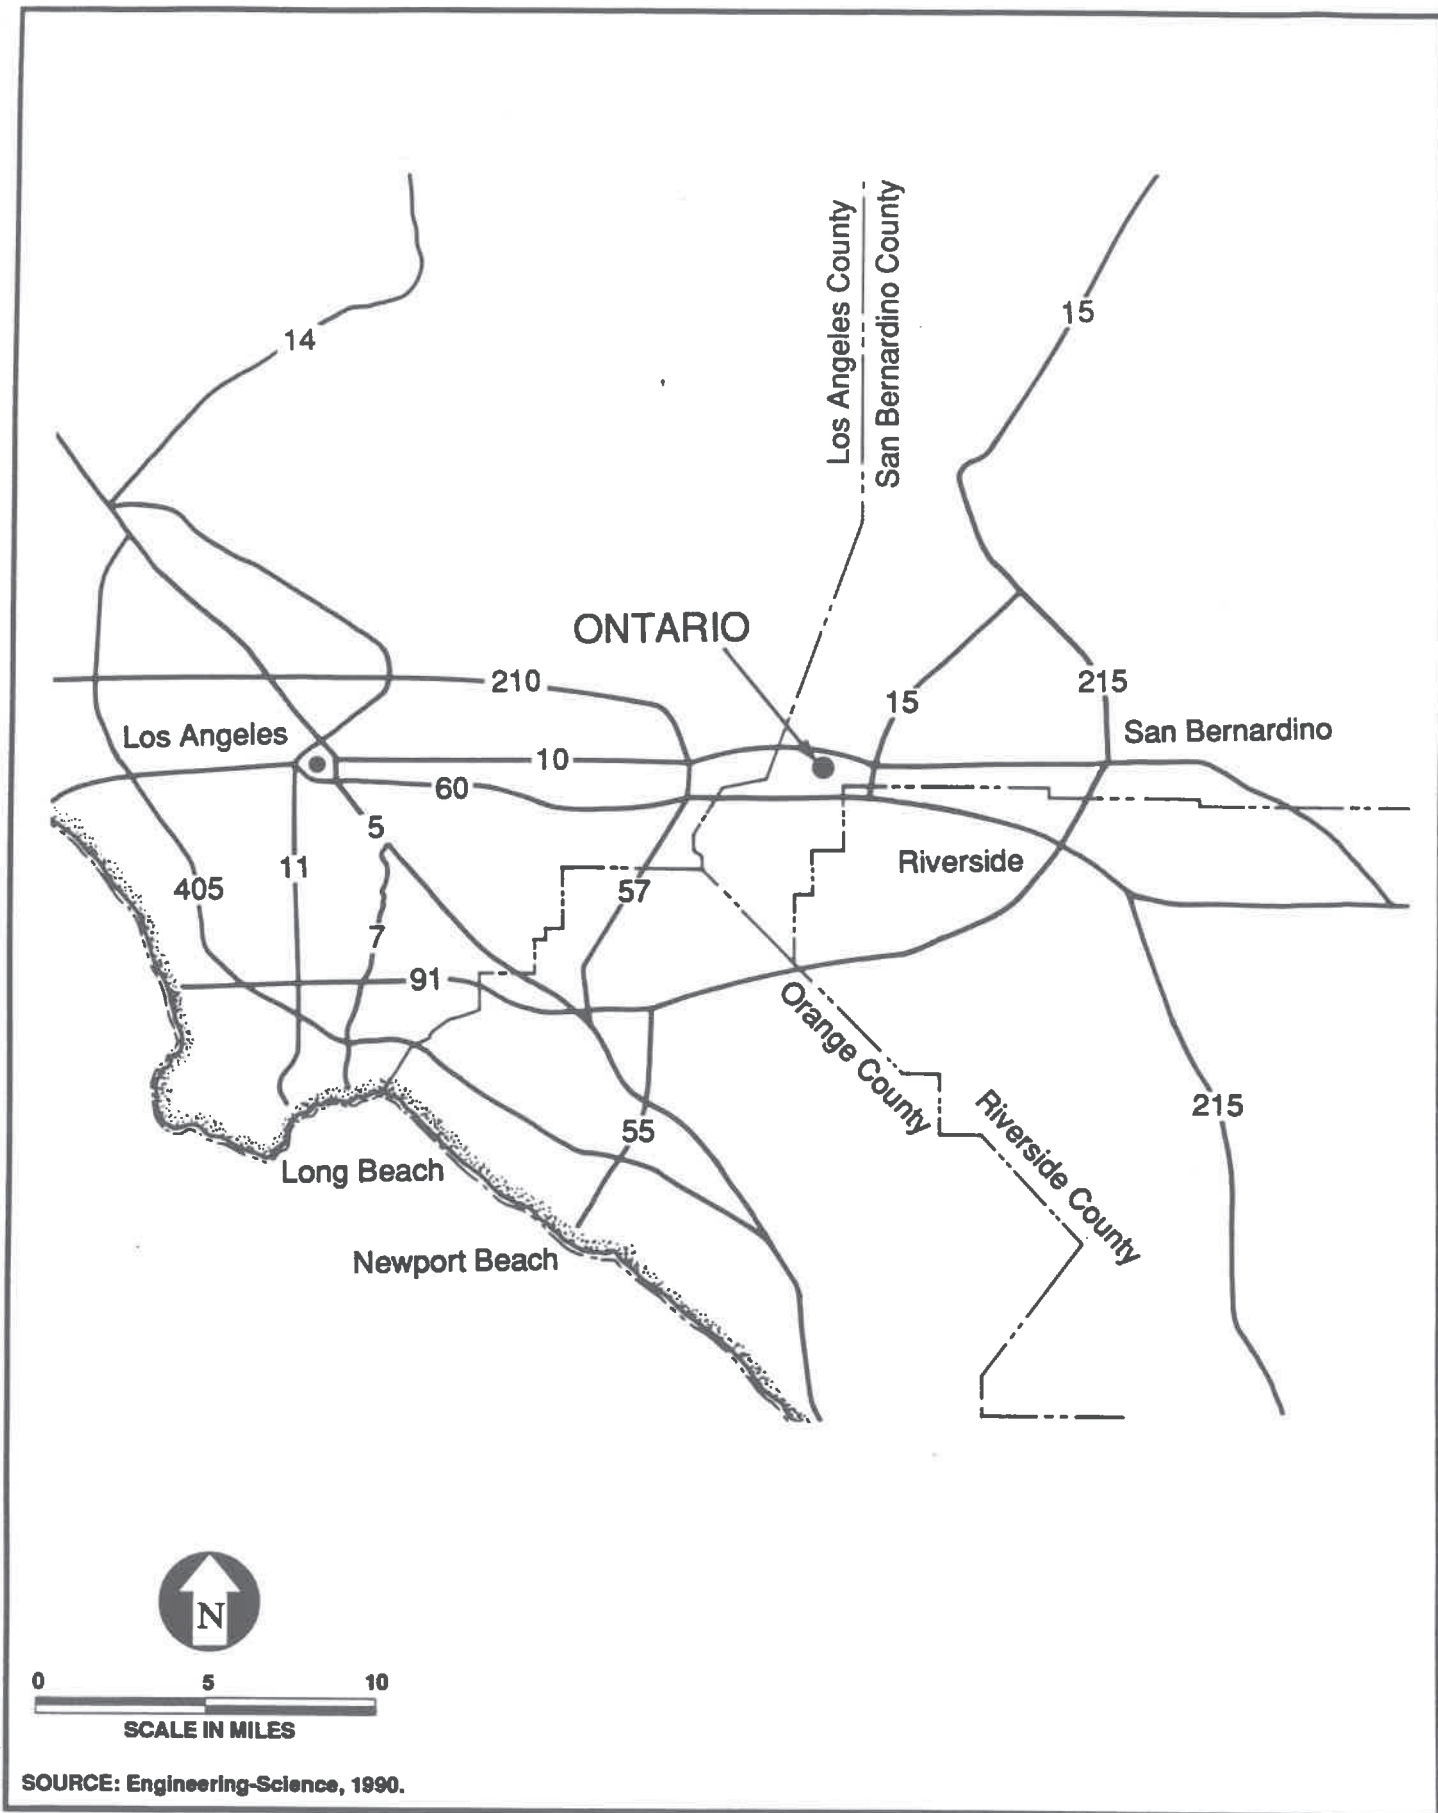 Los Angeles County
San Bernardino County
15
14
ONTARIO
210
15
215
Los Angeles
San Bernardino
10
60
5
11
405
57
Riverside
7
91
Orange County
Riverside County
215
55
Long Beach
Newport Beach
N
0 5 10
SCALE IN MILES
SOURCE: Engineering-Science, 1990.